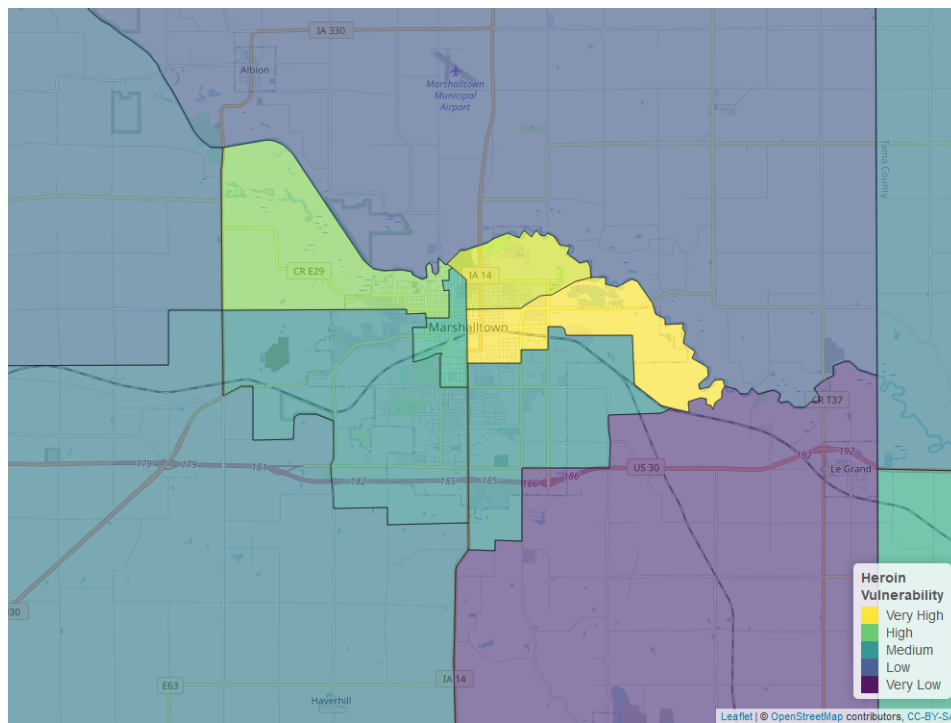 IA 330
Albion
Marshalltown
Municipal
Airport
Tama County
CR E29
IA 14
Marshalltown
CR T37
179
179
181
182
185
185
186
186
US 30
192
192
Le Grand
30
E63
IA 14
Haverhill
Heroin
Vulnerability
Very High
High
Medium
Low
Very Low
Leaflet | © OpenStreetMap contributors, CC-BY-S